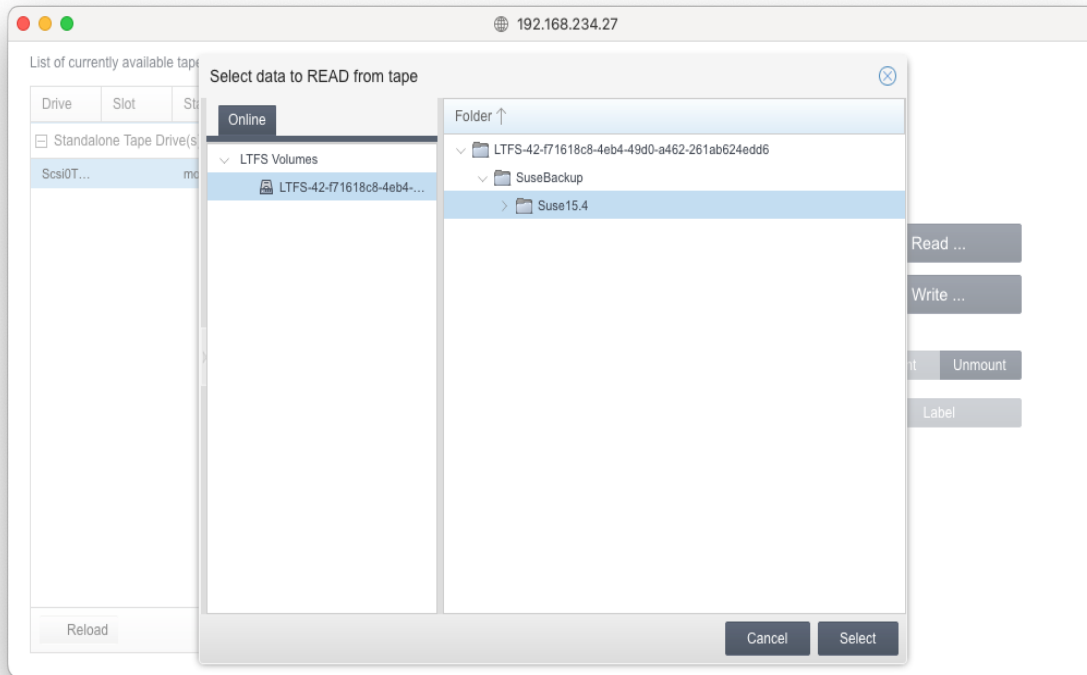 192.168.234.27
List of currently available tape
Select data to READ from tape
Drive Slot Sta
Standalone Tape Drive(s
Scsi0T... mo
Online
LTFS Volumes
LTFS-42-f71618c8-4eb4-...
Folder
LTFS-42-f71618c8-4eb4-49d0-a462-261ab624edd6
SuseBackup
Suse15.4
Read ...
Write ...
nt Unmount
Label
Reload
Cancel Select